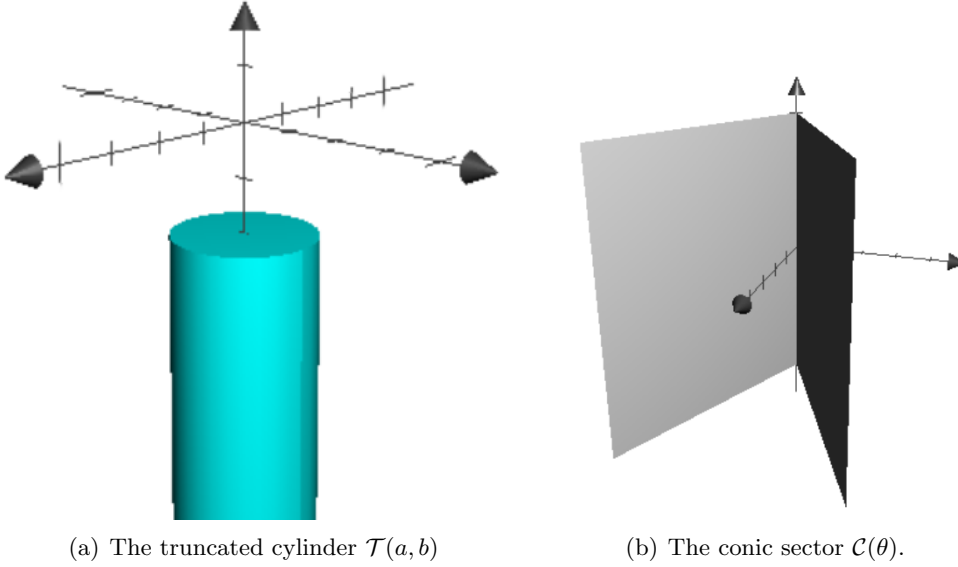 (a) The truncated cylinder 𝒯(a, b)
(b) The conic sector 𝒞(θ).